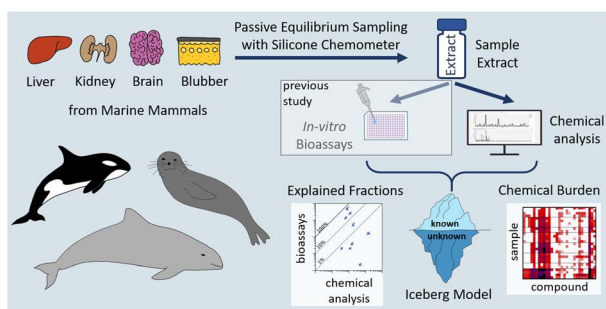 Passive Equilibrium Sampling
with Silicone Chemometer
Extract
Sample
Extract
Liver
Kidney
Brain
Blubber
from Marine Mammals
previous
study
In-vitro
Bioassays
Chemical
analysis
Explained Fractions
bioassays
100%
10%
1%
chemical
analysis
known
unknown
Iceberg Model
Chemical Burden
sample
compound